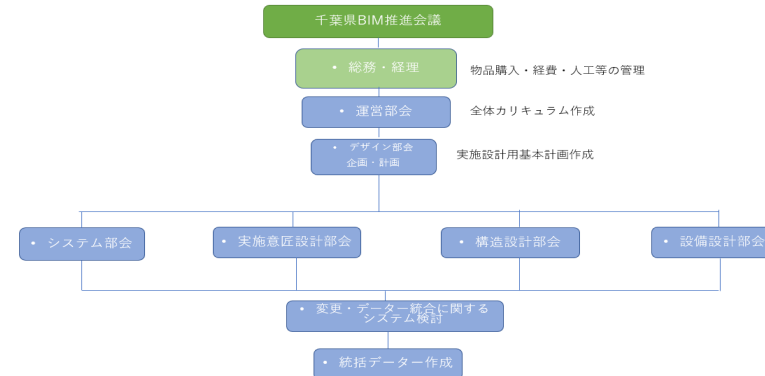 千葉県BIM推進会議
• 総務・経理
物品購入・経費・人工等の管理
• 運営部会
全体カリキュラム作成
• デザイン部会
企画・計画
実施設計用基本計画作成
• システム部会
• 実施意匠設計部会
• 構造設計部会
• 設備設計部会
• 変更・データー統合に関する
システム検討
• 統括データー作成